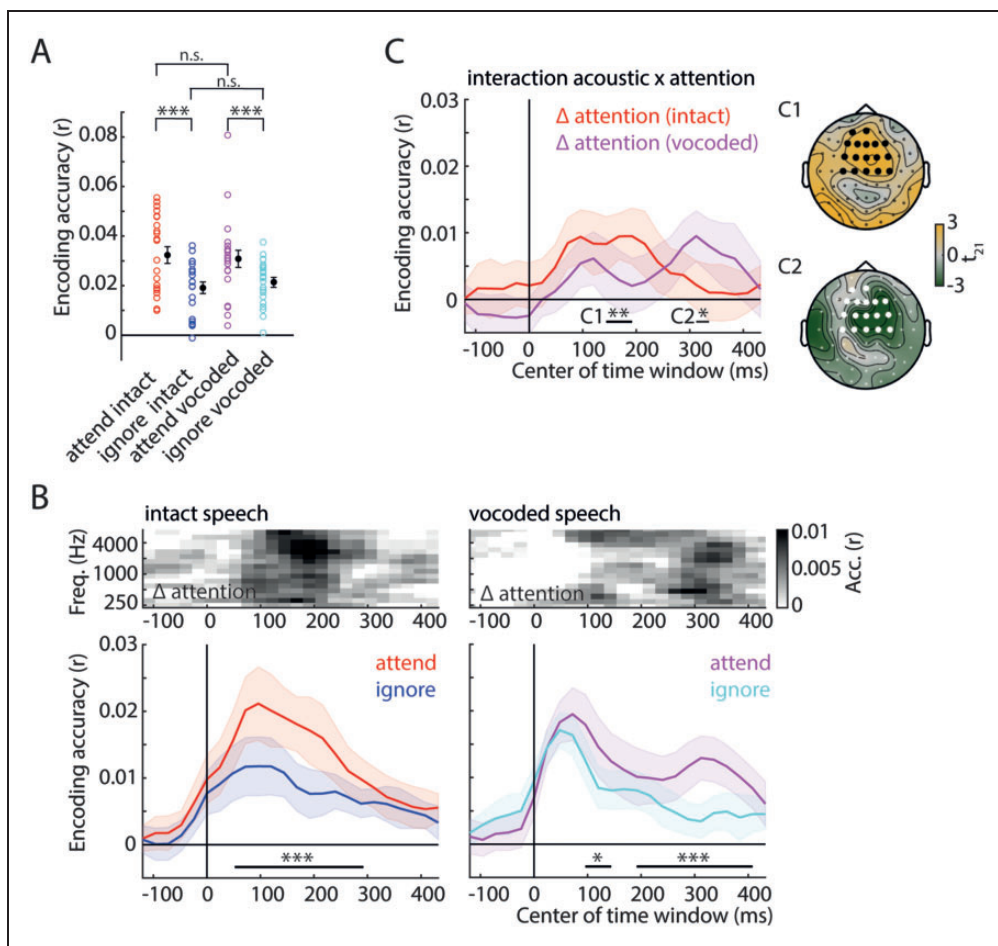 A
n.s.
n.s.
*** ***
Encoding accuracy (r)
0.08
0.06
0.04
0.02
0
attend intact
ignore intact
attend vocoded
ignore vocoded
C
interaction acoustic x attention
Δ attention (intact)
Δ attention (vocoded)
Encoding accuracy (r)
0.03
0.02
0.01
0
C1 ** C2 *
-100 0 100 200 300 400
Center of time window (ms)
C1
C2
3
0
-3
t21
B
intact speech
Freq. (Hz)
4000
1000
250
Δ attention
-100 0 100 200 300 400
vocoded speech
Δ attention
-100 0 100 200 300 400
0.01
0.005
0
Acc. (r)
attend
ignore
Encoding accuracy (r)
0.03
0.02
0.01
0
***
-100 0 100 200 300 400
attend
ignore
* ***
-100 0 100 200 300 400
Center of time window (ms)